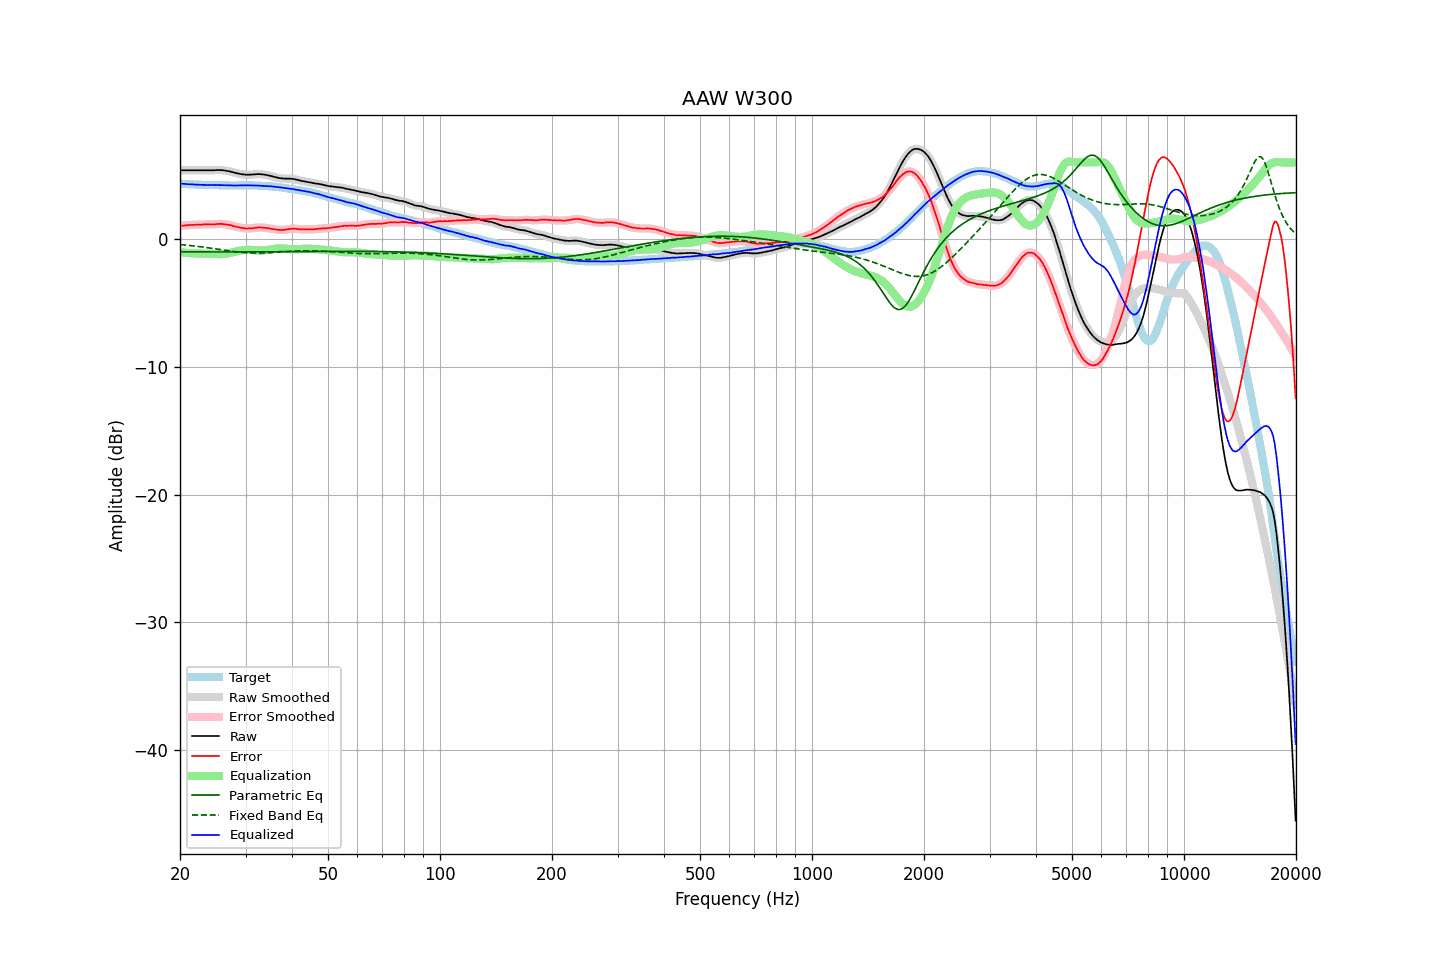 AAW W300
Amplitude (dBr)
0
−10
−20
−30
−40
Target
Raw Smoothed
Error Smoothed
Raw
Error
Equalization
Parametric Eq
Fixed Band Eq
Equalized
20 50 100 200 500 1000 2000 5000 10000 20000
Frequency (Hz)